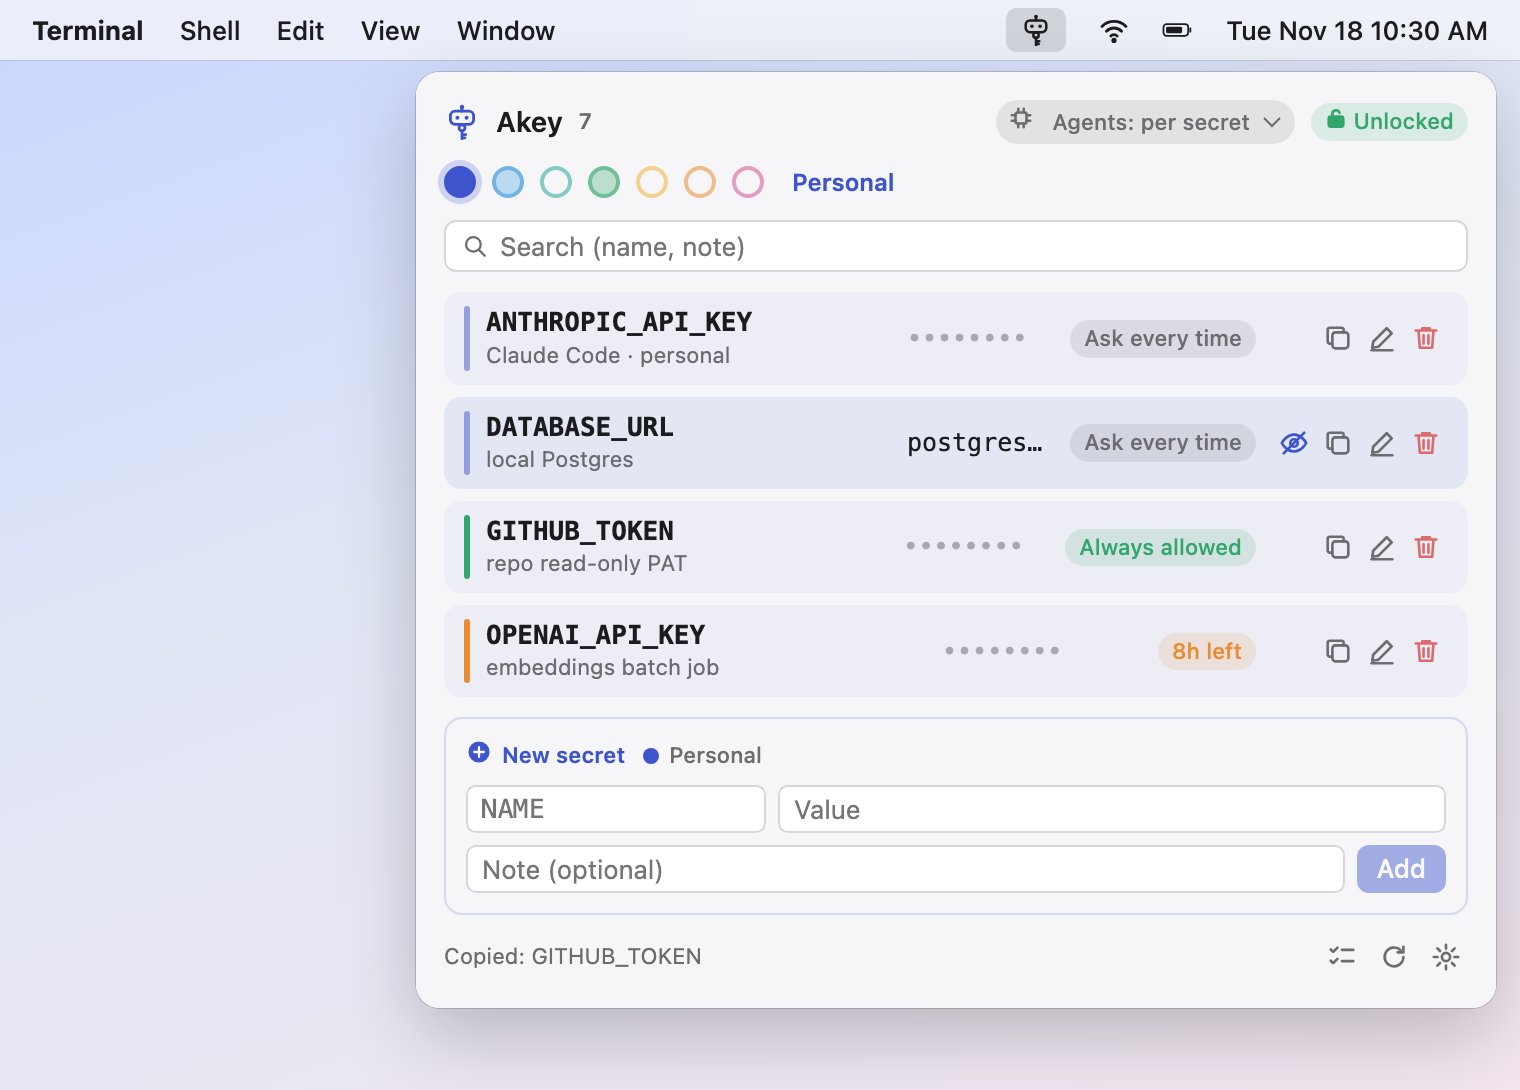 Terminal Shell Edit View Window Tue Nov 18 10:30 AM
Akey 7 Agents: per secret Unlocked
Personal
Search (name, note)
ANTHROPIC_API_KEY
Claude Code · personal
•••••••• Ask every time
DATABASE_URL
local Postgres
postgres… Ask every time
GITHUB_TOKEN
repo read-only PAT
•••••••• Always allowed
OPENAI_API_KEY
embeddings batch job
•••••••• 8h left
New secret Personal
NAME Value
Note (optional) Add
Copied: GITHUB_TOKEN